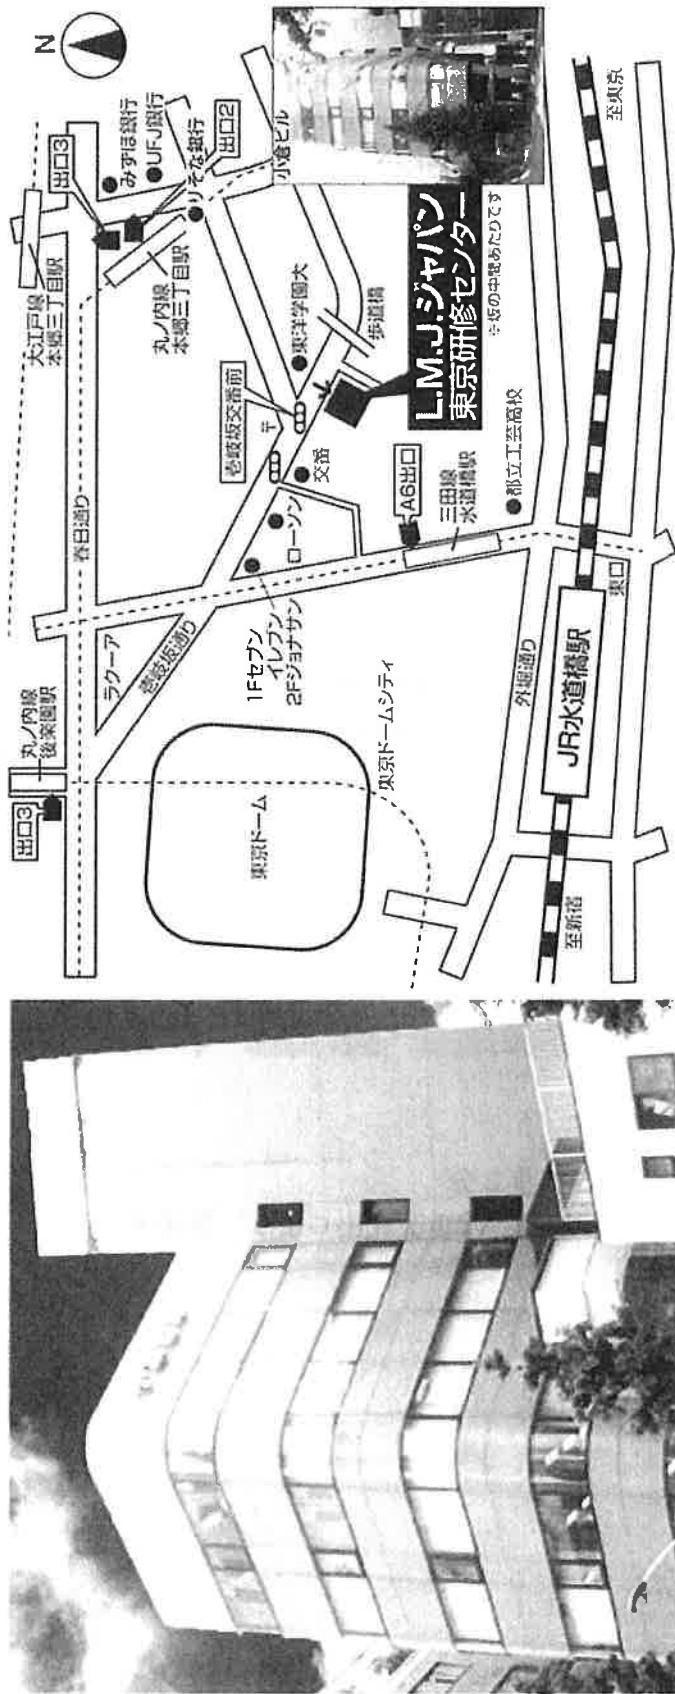 N
大江戸線
本郷三丁目駅
出口3
みずほ銀行
UFJ銀行
出口2
りそな銀行
丸ノ内線
本郷三丁目駅
小倉ビル
春日通り
丸ノ内線
後楽園駅
出口3
ラクーア
壱岐坂通り
壱岐坂交番前
〒
東洋学園大
歩道橋
交番
ローソン
1Fセブン
イレブン
2Fジョナサン
L.M.J.ジャパン
東京研修センター
※坂の中間あたりです
A6出口
三田線
水道橋駅
都立工芸高校
東京ドーム
東京ドームシティ
外堀通り
東口
JR水道橋駅
至新宿
至東京